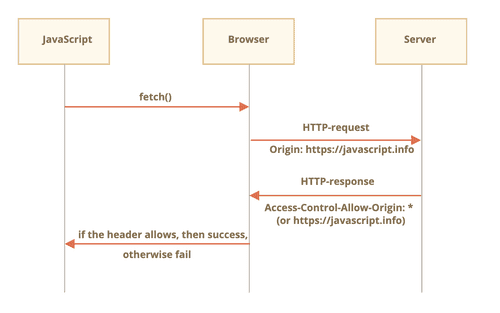 JavaScript
Browser
Server
fetch()
HTTP-request
Origin: https://javascript.info
HTTP-response
Access-Control-Allow-Origin: *
(or https://javascript.info)
if the header allows, then success,
otherwise fail